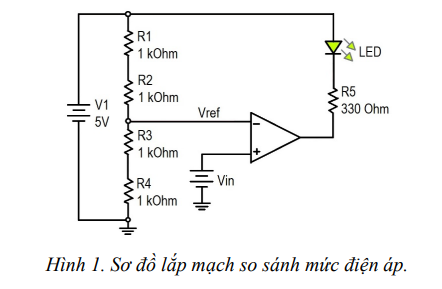 R1
1 kOhm
LED
R2
1 kOhm
R5
330 Ohm
V1
5V
Vref
R3
1 kOhm
−
+
Vin
R4
1 kOhm
Hình 1. Sơ đồ lắp mạch so sánh mức điện áp.